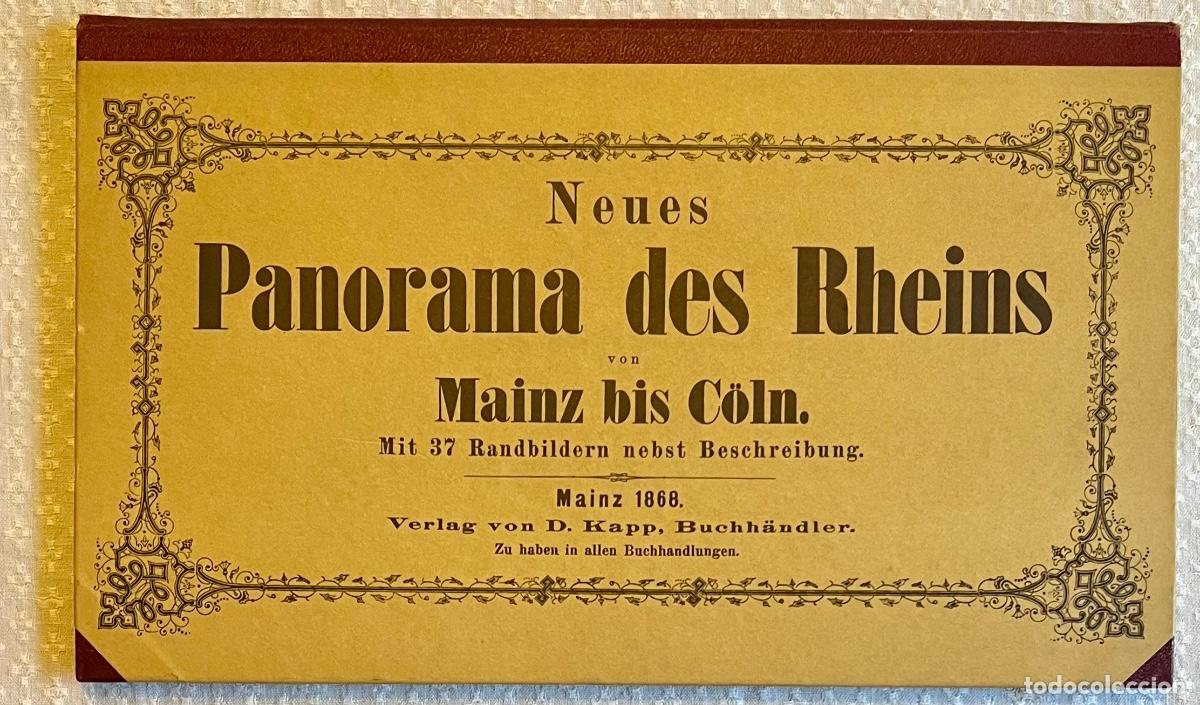 Neues
Panorama des Rheins
von
Mainz bis Cöln.
Mit 37 Randbildern nebst Beschreibung.
Mainz 1868.
Verlag von D. Kapp, Buchhändler.
Zu haben in allen Buchhandlungen.
todocoleccion